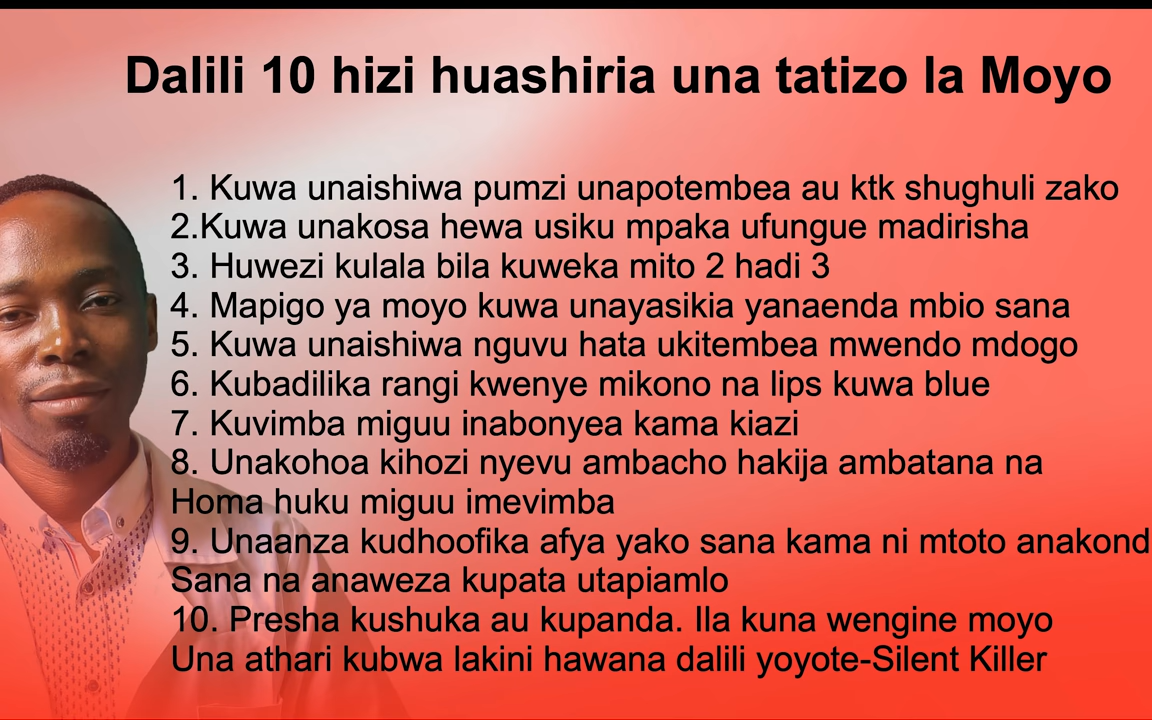 Dalili 10 hizi huashiria una tatizo la Moyo
1. Kuwa unaishiwa pumzi unapotembea au ktk shughuli zako
2.Kuwa unakosa hewa usiku mpaka ufungue madirisha
3. Huwezi kulala bila kuweka mito 2 hadi 3
4. Mapigo ya moyo kuwa unayasikia yanaenda mbio sana
5. Kuwa unaishiwa nguvu hata ukitembea mwendo mdogo
6. Kubadilika rangi kwenye mikono na lips kuwa blue
7. Kuvimba miguu inabonyea kama kiazi
8. Unakohoa kihozi nyevu ambacho hakija ambatana na
Homa huku miguu imevimba
9. Unaanza kudhoofika afya yako sana kama ni mtoto anakond
Sana na anaweza kupata utapiamlo
10. Presha kushuka au kupanda. Ila kuna wengine moyo
Una athari kubwa lakini hawana dalili yoyote-Silent Killer